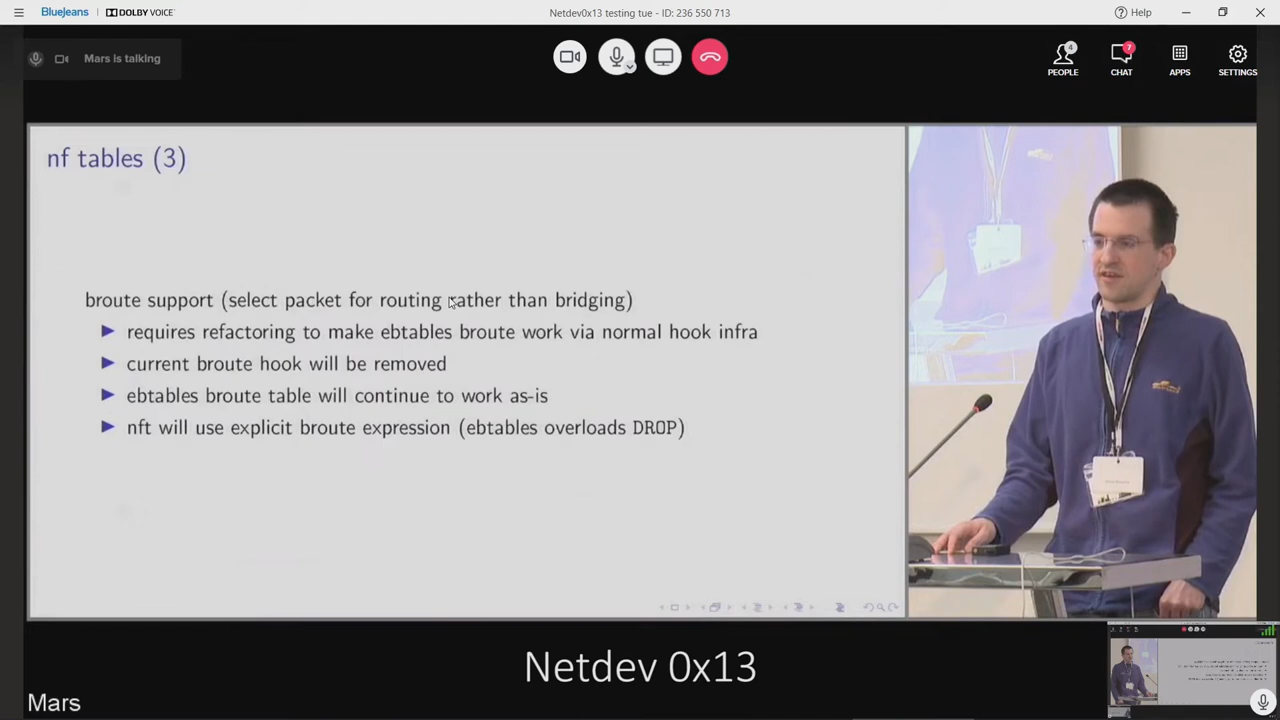 BlueJeans
DOLBY VOICE
Netdev0x13 testing tue - ID: 236 550 713
Help
Mars is talking
4
PEOPLE
7
CHAT
APPS
SETTINGS
nf tables (3)
broute support (select packet for routing rather than bridging)
requires refactoring to make ebtables broute work via normal hook infra
current broute hook will be removed
ebtables broute table will continue to work as-is
nft will use explicit broute expression (ebtables overloads DROP)
Netdev 0x13
Mars